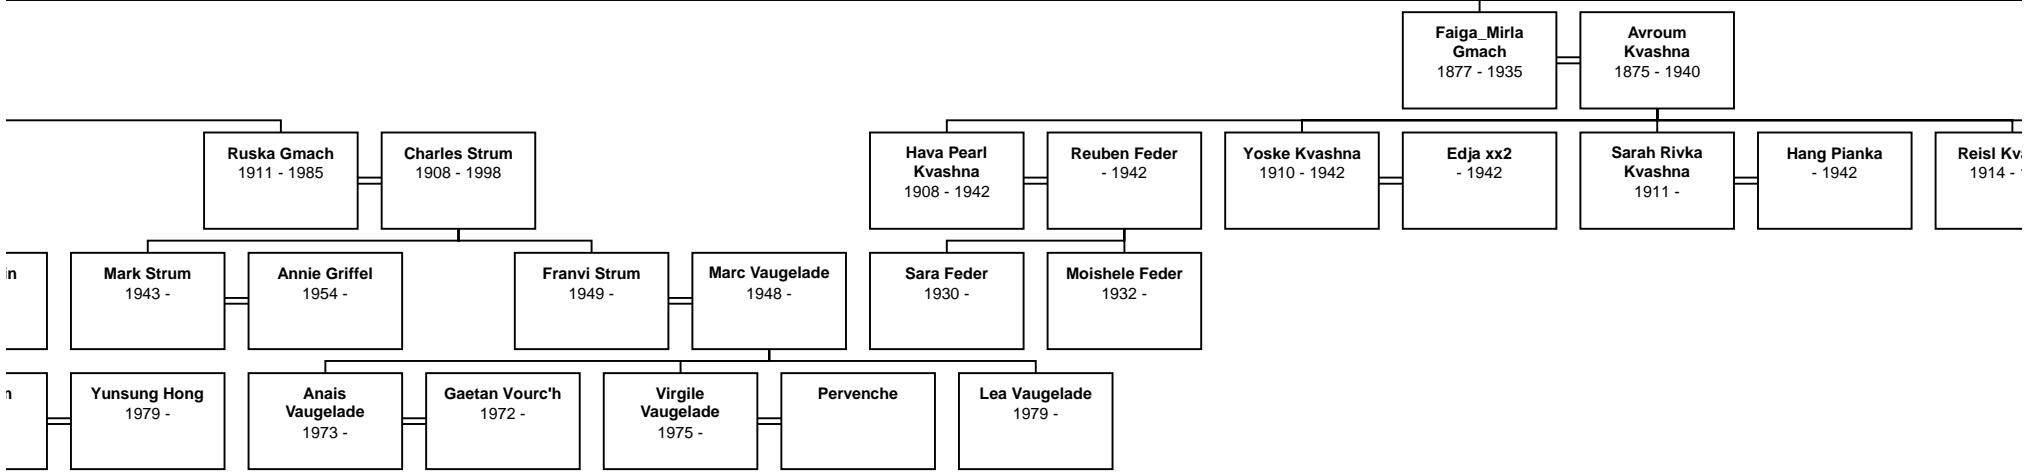 Faiga_Mirla
Gmach
1877 - 1935
Avroum
Kvashna
1875 - 1940
Ruska Gmach
1911 - 1985
Charles Strum
1908 - 1998
Hava Pearl
Kvashna
1908 - 1942
Reuben Feder
- 1942
Yoske Kvashna
1910 - 1942
Edja xx2
- 1942
Sarah Rivka
Kvashna
1911 -
Hang Pianka
- 1942
Reisl
1914 -
Mark Strum
1943 -
Annie Griffel
1954 -
Franvi Strum
1949 -
Marc Vaugelade
1948 -
Sara Feder
1930 -
Moishele Feder
1932 -
Yunsung Hong
1979 -
Anais
Vaugelade
1973 -
Gaetan Vourc'h
1972 -
Virgile
Vaugelade
1975 -
Pervenche
Lea Vaugelade
1979 -